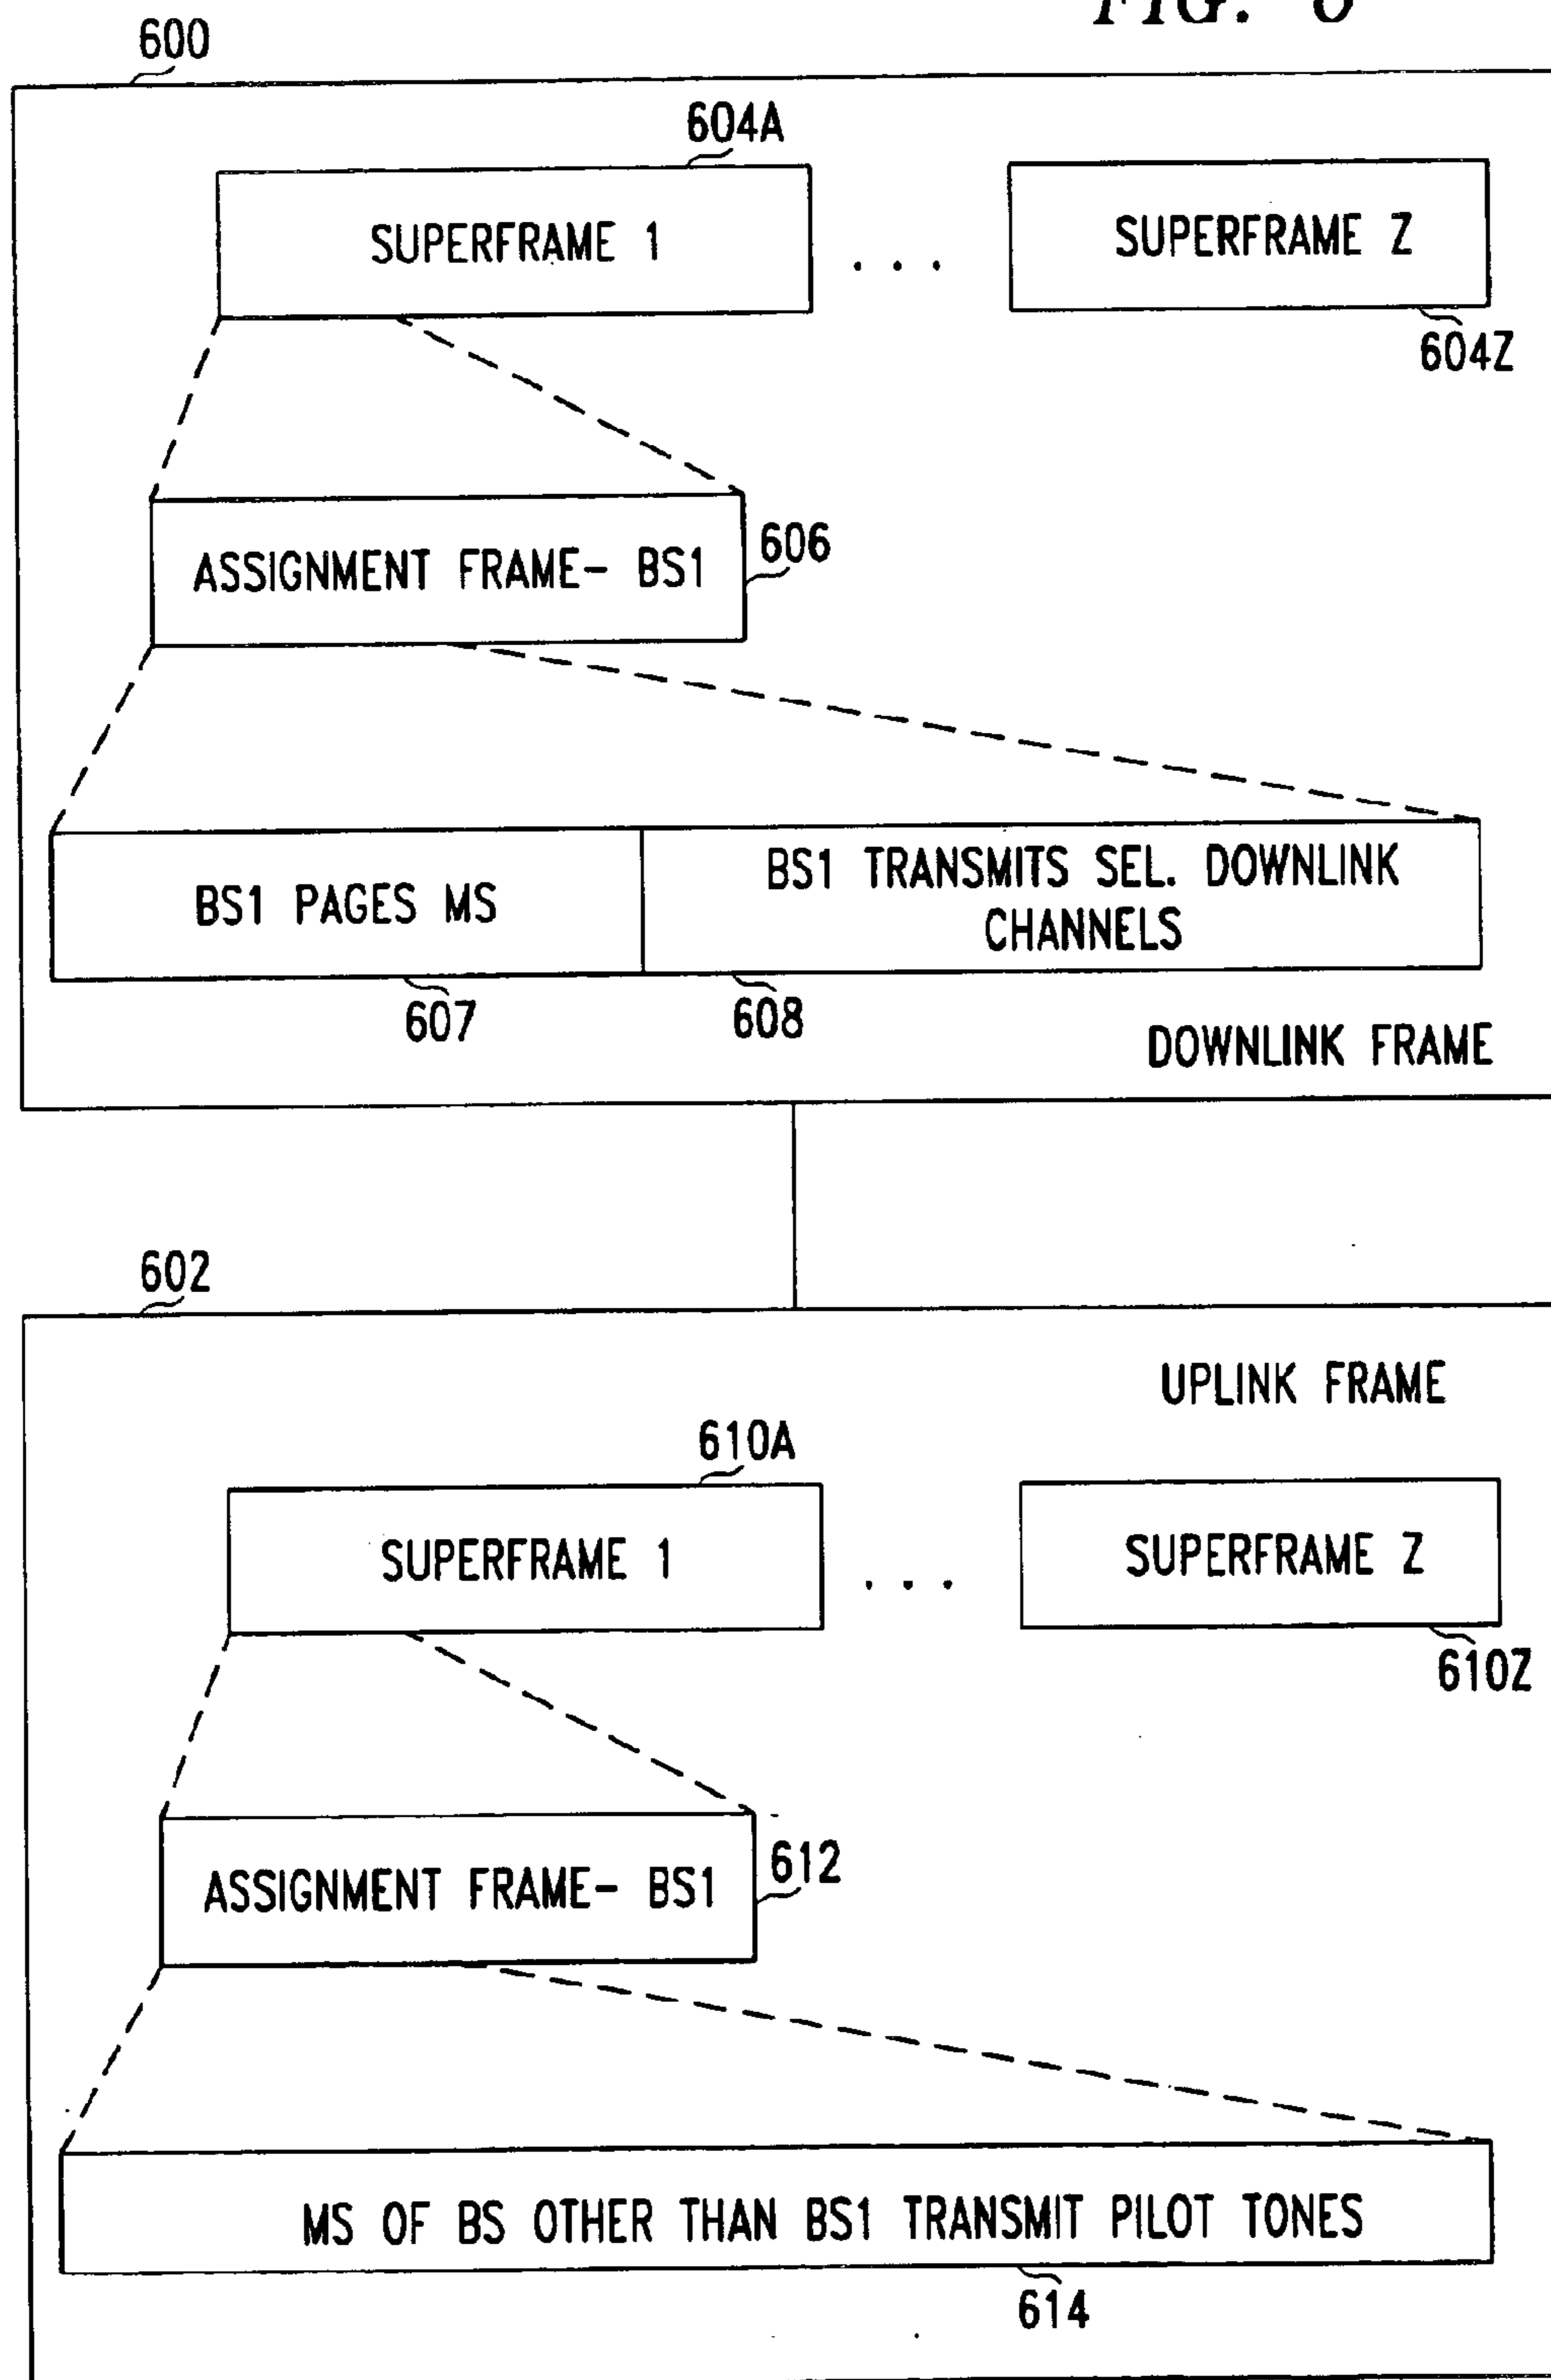 FIG. 6
600
604A
SUPERFRAME 1
. . .
SUPERFRAME Z
604Z
ASSIGNMENT FRAME- BS1
606
BS1 PAGES MS
BS1 TRANSMITS SEL. DOWNLINK
CHANNELS
607
608
DOWNLINK FRAME
602
UPLINK FRAME
610A
SUPERFRAME 1
. . .
SUPERFRAME Z
610Z
ASSIGNMENT FRAME- BS1
612
MS OF BS OTHER THAN BS1 TRANSMIT PILOT TONES
614